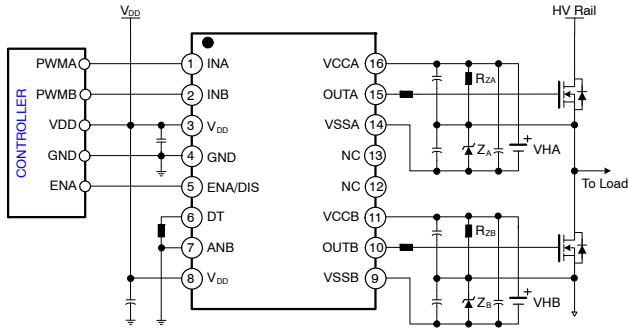 VDD
HV Rail
CONTROLLER
PWMA
PWMB
VDD
GND
ENA
1 INA
2 INB
3 VDD
4 GND
5 ENA/DIS
6 DT
7 ANB
8 VDD
VCCA 16
OUTA 15
VSSA 14
NC 13
NC 12
VCCB 11
OUTB 10
VSSB 9
RZA
ZA
+
VHA
To Load
RZB
ZB
+
VHB